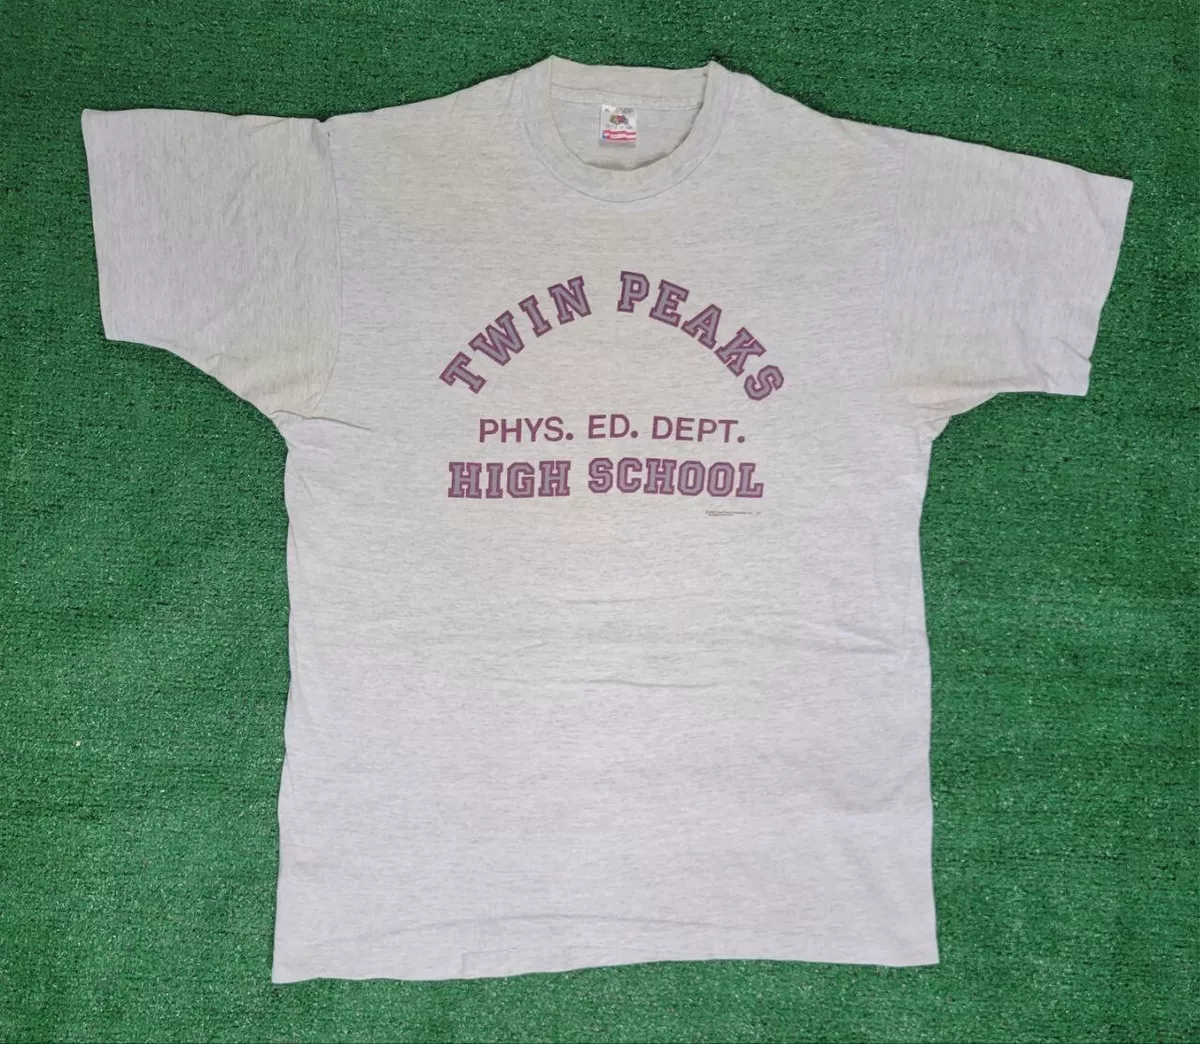 TWIN PEAKS
PHYS. ED. DEPT.
HIGH SCHOOL